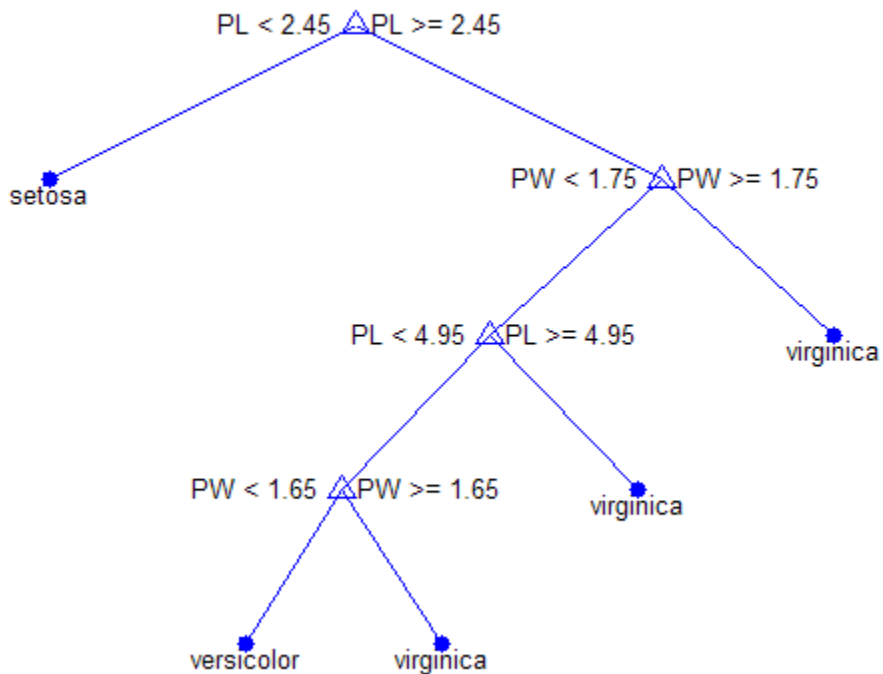 PL < 2.45 PL >= 2.45
setosa
PW < 1.75 PW >= 1.75
PL < 4.95 PL >= 4.95
virginica
PW < 1.65 PW >= 1.65
virginica
versicolor
virginica